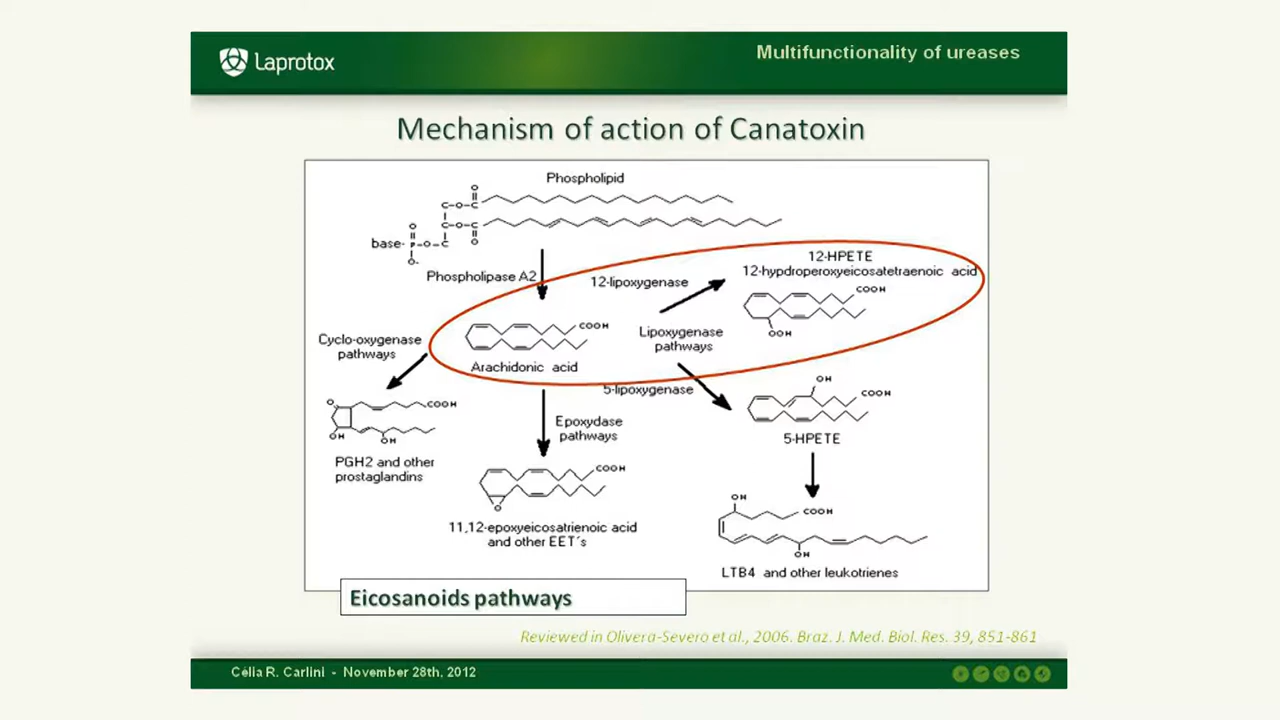 Laprotox
Multifunctionality of ureases
Mechanism of action of Canatoxin
Phospholipid
O
C-O-C
C-O-C
O
base-
O
P-O-C
O-
Phospholipase A2
12-lipoxygenase
12-HPETE
12-hypdroperoxyeicosatetraenoic acid
COOH
OOH
COOH
Arachidonic acid
Lipoxygenase
pathways
Cyclo-oxygenase
pathways
5-lipoxygenase
OH
COOH
5-HPETE
O
COOH
OH
OH
PGH2 and other
prostaglandins
Epoxydase
pathways
COOH
O
11,12-epoxyeicosatrienoic acid
and other EET´s
OH
COOH
OH
LTB4 and other leukotrienes
Eicosanoids pathways
Reviewed in Olivera-Severo et al., 2006. Braz. J. Med. Biol. Res. 39, 851-861
Célia R. Carlini - November 28th, 2012